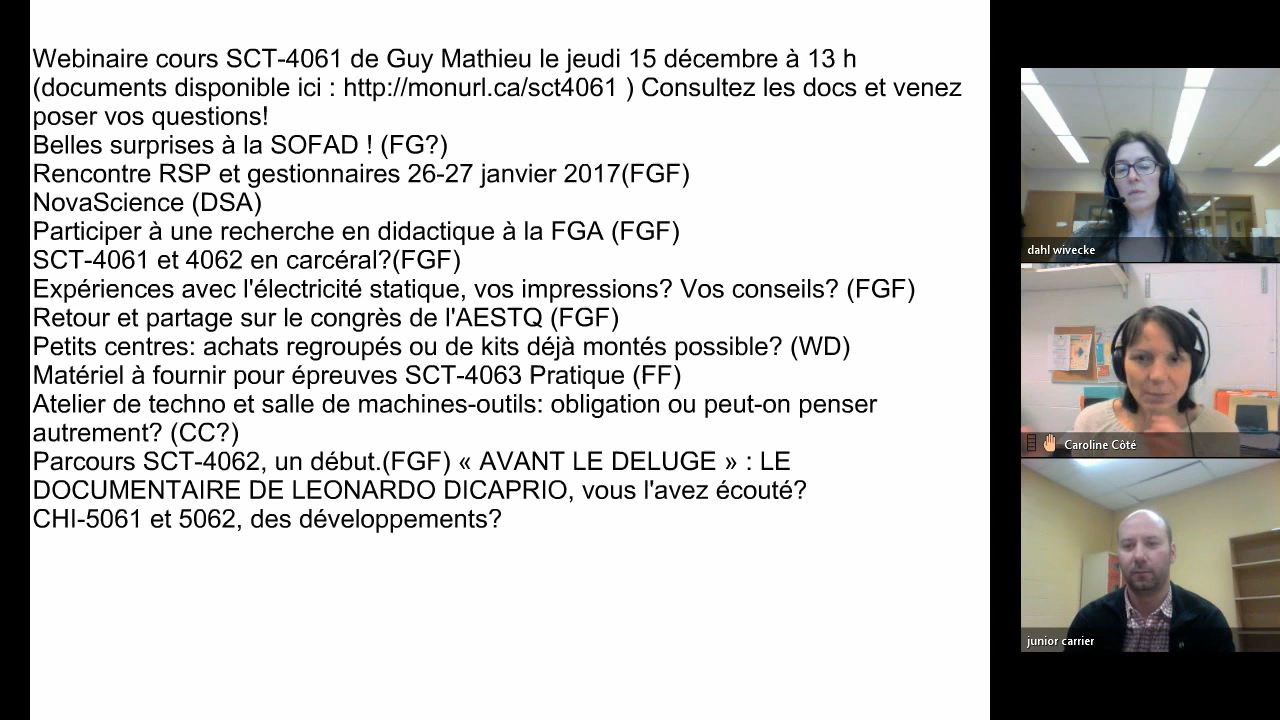 Webinaire cours SCT-4061 de Guy Mathieu le jeudi 15 décembre à 13 h
(documents disponible ici : http://monurl.ca/sct4061 ) Consultez les docs et venez
poser vos questions!
Belles surprises à la SOFAD ! (FG?)
Rencontre RSP et gestionnaires 26-27 janvier 2017(FGF)
NovaScience (DSA)
Participer à une recherche en didactique à la FGA (FGF)
SCT-4061 et 4062 en carcéral?(FGF)
Expériences avec l'électricité statique, vos impressions? Vos conseils? (FGF)
Retour et partage sur le congrès de l'AESTQ (FGF)
Petits centres: achats regroupés ou de kits déjà montés possible? (WD)
Matériel à fournir pour épreuves SCT-4063 Pratique (FF)
Atelier de techno et salle de machines-outils: obligation ou peut-on penser
autrement? (CC?)
Parcours SCT-4062, un début.(FGF) « AVANT LE DELUGE » : LE
DOCUMENTAIRE DE LEONARDO DICAPRIO, vous l'avez écouté?
CHI-5061 et 5062, des développements?
dahl wivecke
Caroline Côté
junior carrier